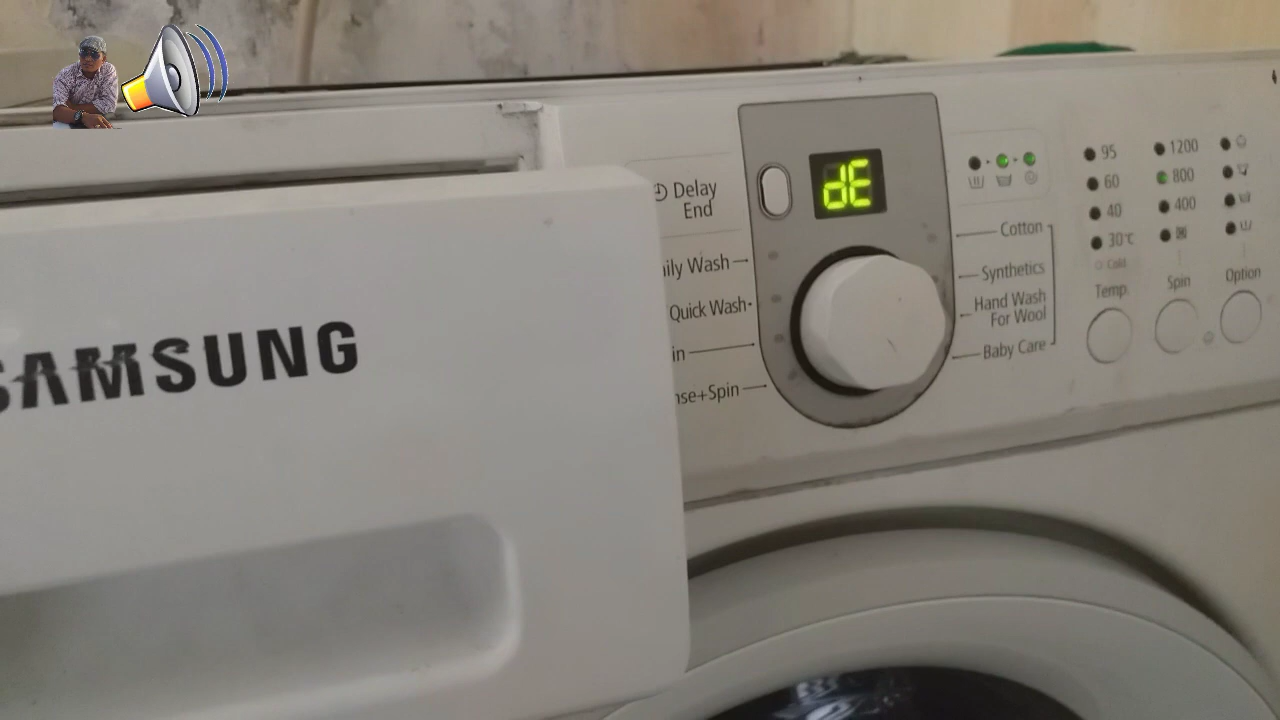 SAMSUNG
dE
Delay
End
ily Wash
Quick Wash
in
nse+Spin
Cotton
Synthetics
Hand Wash
For Wool
Baby Care
95
60
40
30°C
Cold
Temp.
1200
800
400
Spin
Option